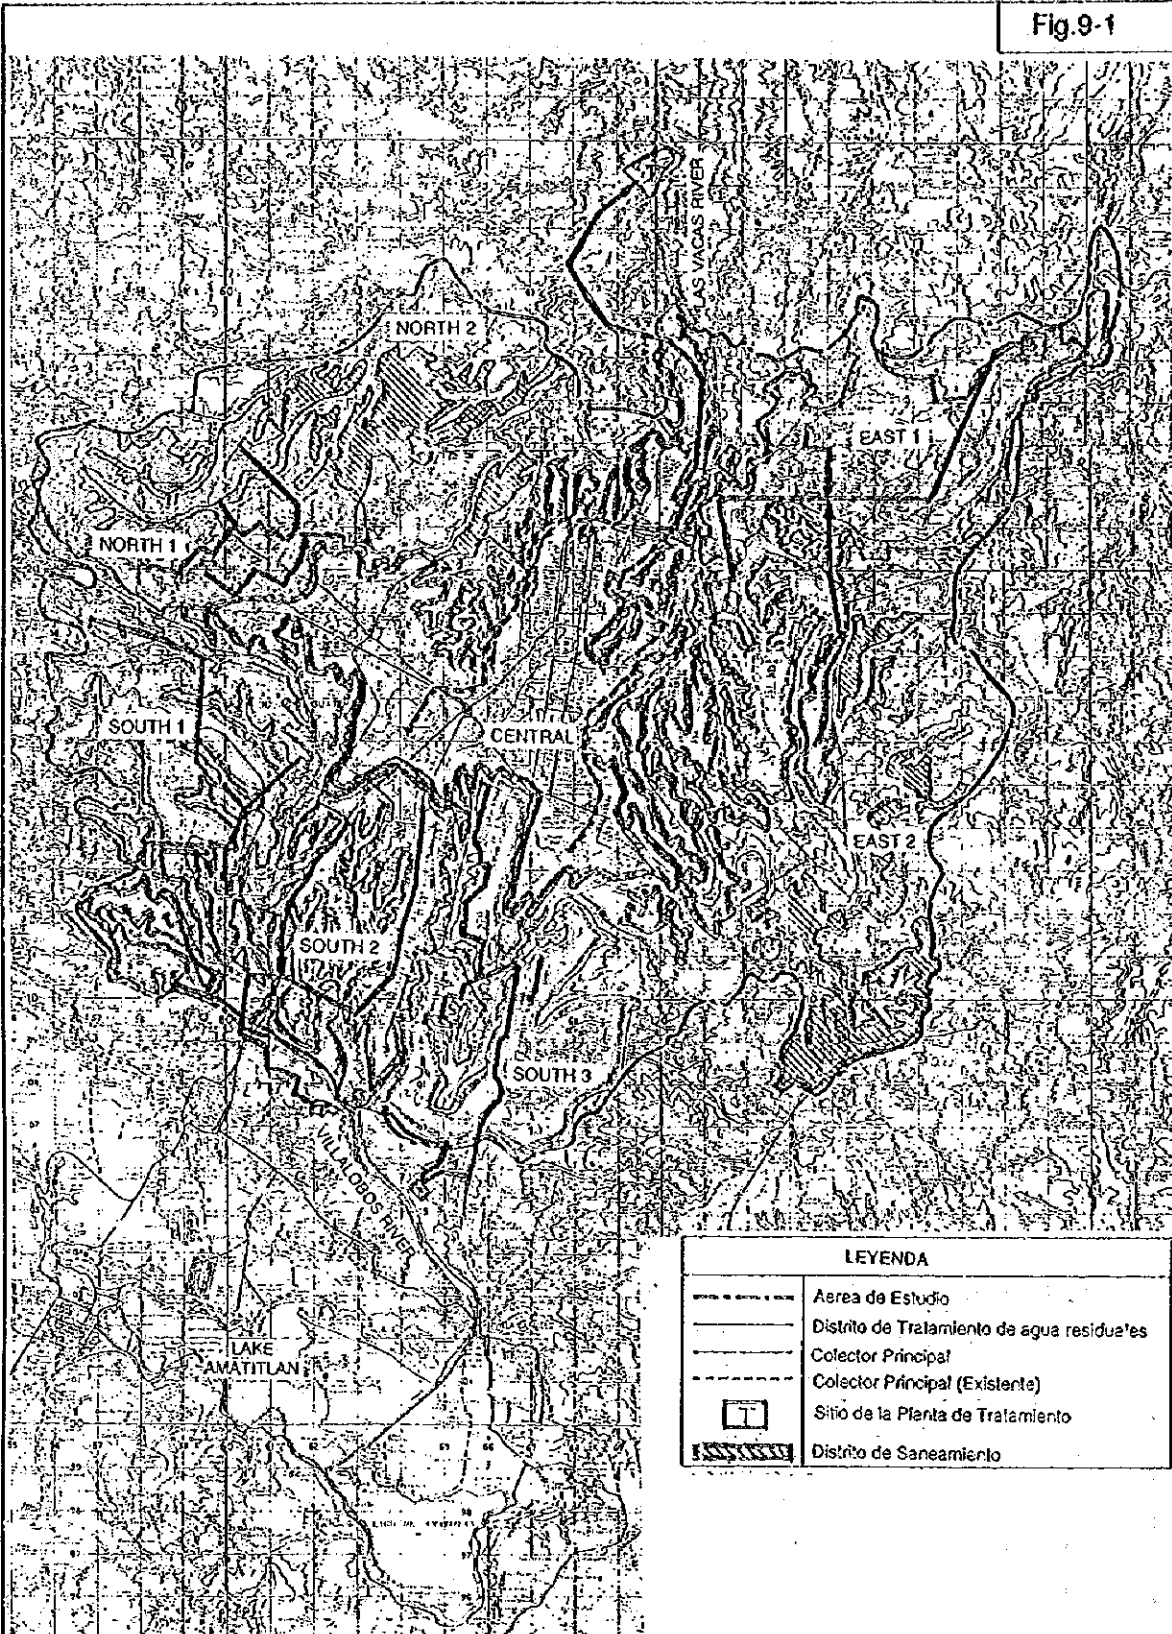 Fig.9-1
LAS VACAS RIVER
NORTH 2
EAST 1
NORTH 1
SOUTH 1
CENTRAL
EAST 2
SOUTH 2
SOUTH 3
VILLALOBOS RIVER
LAKE
AMATITLAN
LEYENDA
Aerea de Estudio
Distrito de Tratamiento de agua residuales
Colector Principal
Colector Principal (Existente)
T
Sitio de la Planta de Tratamiento
Distrito de Saneamiento